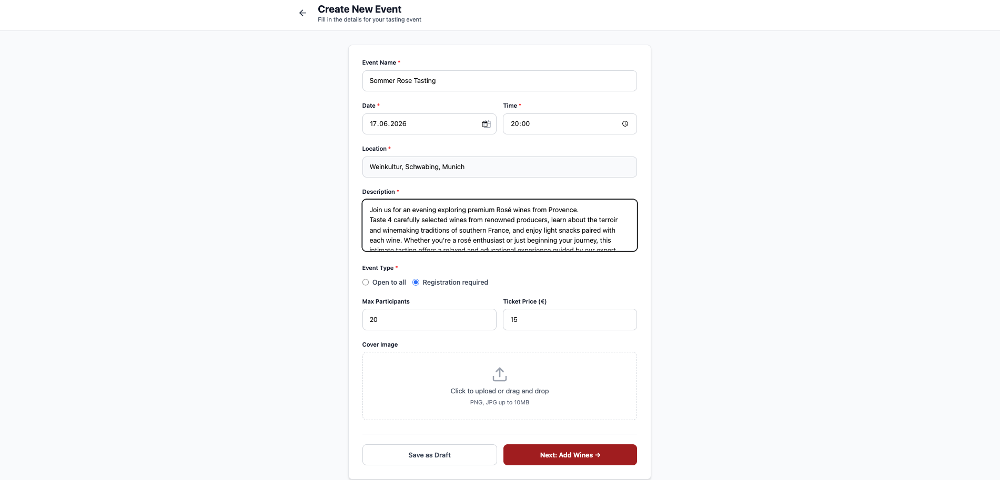 Create New Event
Fill in the details for your tasting event
Event Name *
Sommer Rose Tasting
Date *
Time *
17.06.2026
20:00
Location *
Weinkultur, Schwabing, Munich
Description *
Join us for an evening exploring premium Rosé wines from Provence.
Taste 4 carefully selected wines from renowned producers, learn about the terroir
and winemaking traditions of southern France, and enjoy light snacks paired with
each wine. Whether you're a rosé enthusiast or just beginning your journey, this
intimate tasting offers a relaxed and educational experience guided by our expert
Event Type *
Open to all
Registration required
Max Participants
Ticket Price (€)
20
15
Cover Image
Click to upload or drag and drop
PNG, JPG up to 10MB
Save as Draft
Next: Add Wines →